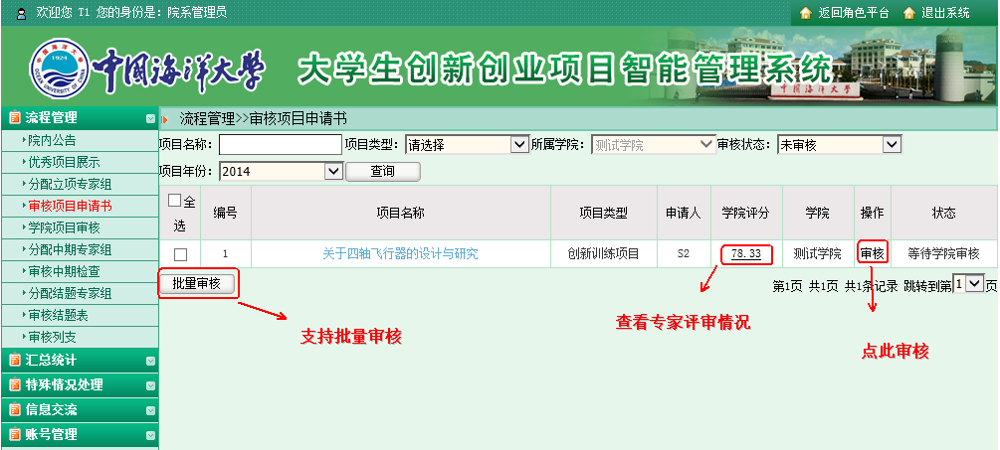 欢迎您 T1 您的身份是：院系管理员 返回角色平台 退出系统
中国海洋大学 大学生创新创业项目智能管理系统
1924
OCEAN UNIVERSITY OF CHINA
中国海洋大学
流程管理
院内公告
优秀项目展示
分配立项专家组
审核项目申请书
学院项目审核
分配中期专家组
审核中期检查
分配结题专家组
审核结题表
审核列支
汇总统计
特殊情况处理
信息交流
账号管理
流程管理>>审核项目申请书
项目名称： 项目类型：请选择 所属学院：测试学院 审核状态：未审核
项目年份：2014 查询
全选 编号 项目名称 项目类型 申请人 学院评分 学院 操作 状态
1 关于四轴飞行器的设计与研究 创新训练项目 S2 78.33 测试学院 审核 等待学院审核
批量审核 第1页 共1页 共1条记录 跳转到第1页
支持批量审核
查看专家评审情况
点此审核